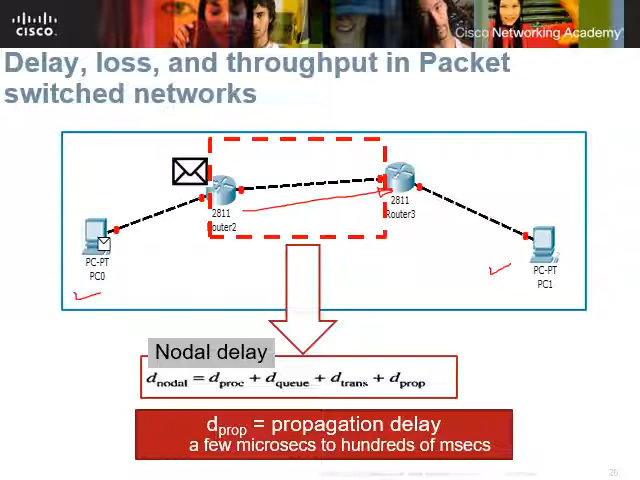 CISCO
Cisco Networking Academy
Delay, loss, and throughput in Packet
switched networks
2811
Router2
2811
Router3
PC-PT
PC0
PC-PT
PC1
Nodal delay
dnodal = dproc + dqueue + dtrans + dprop
dprop = propagation delay
a few microsecs to hundreds of msecs
26